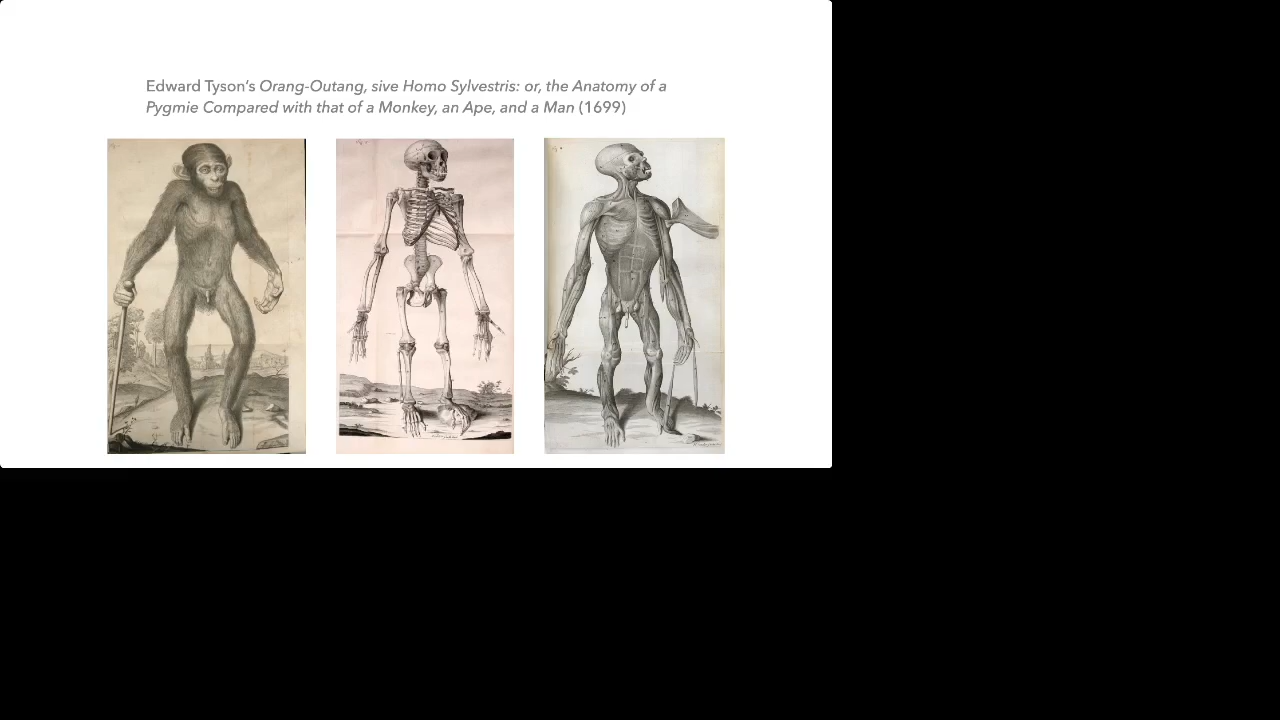 Edward Tyson's Orang-Outang, sive Homo Sylvestris: or, the Anatomy of a
Pygmie Compared with that of a Monkey, an Ape, and a Man (1699)